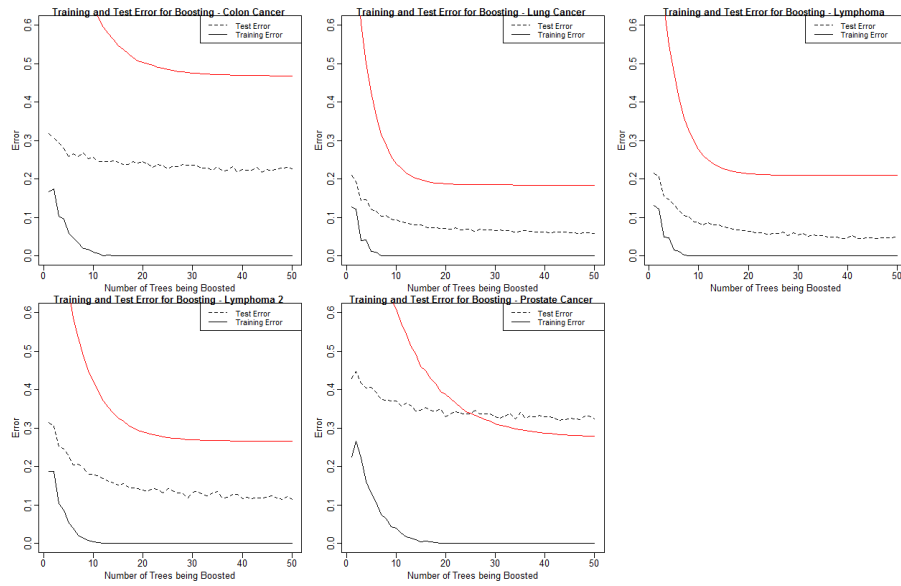 Training and Test Error for Boosting - Colon Cancer
Test Error
Training Error
Error
0.0 0.1 0.2 0.3 0.4 0.5 0.6
0 10 20 30 40 50
Number of Trees being Boosted
Training and Test Error for Boosting - Lung Cancer
Test Error
Training Error
Error
0.0 0.1 0.2 0.3 0.4 0.5 0.6
0 10 20 30 40 50
Number of Trees being Boosted
Training and Test Error for Boosting - Lymphoma
Test Error
Training Error
Error
0.0 0.1 0.2 0.3 0.4 0.5 0.6
0 10 20 30 40 50
Number of Trees being Boosted
Training and Test Error for Boosting - Lymphoma 2
Test Error
Training Error
Error
0.0 0.1 0.2 0.3 0.4 0.5 0.6
0 10 20 30 40 50
Number of Trees being Boosted
Training and Test Error for Boosting - Prostate Cancer
Test Error
Training Error
Error
0.0 0.1 0.2 0.3 0.4 0.5 0.6
0 10 20 30 40 50
Number of Trees being Boosted